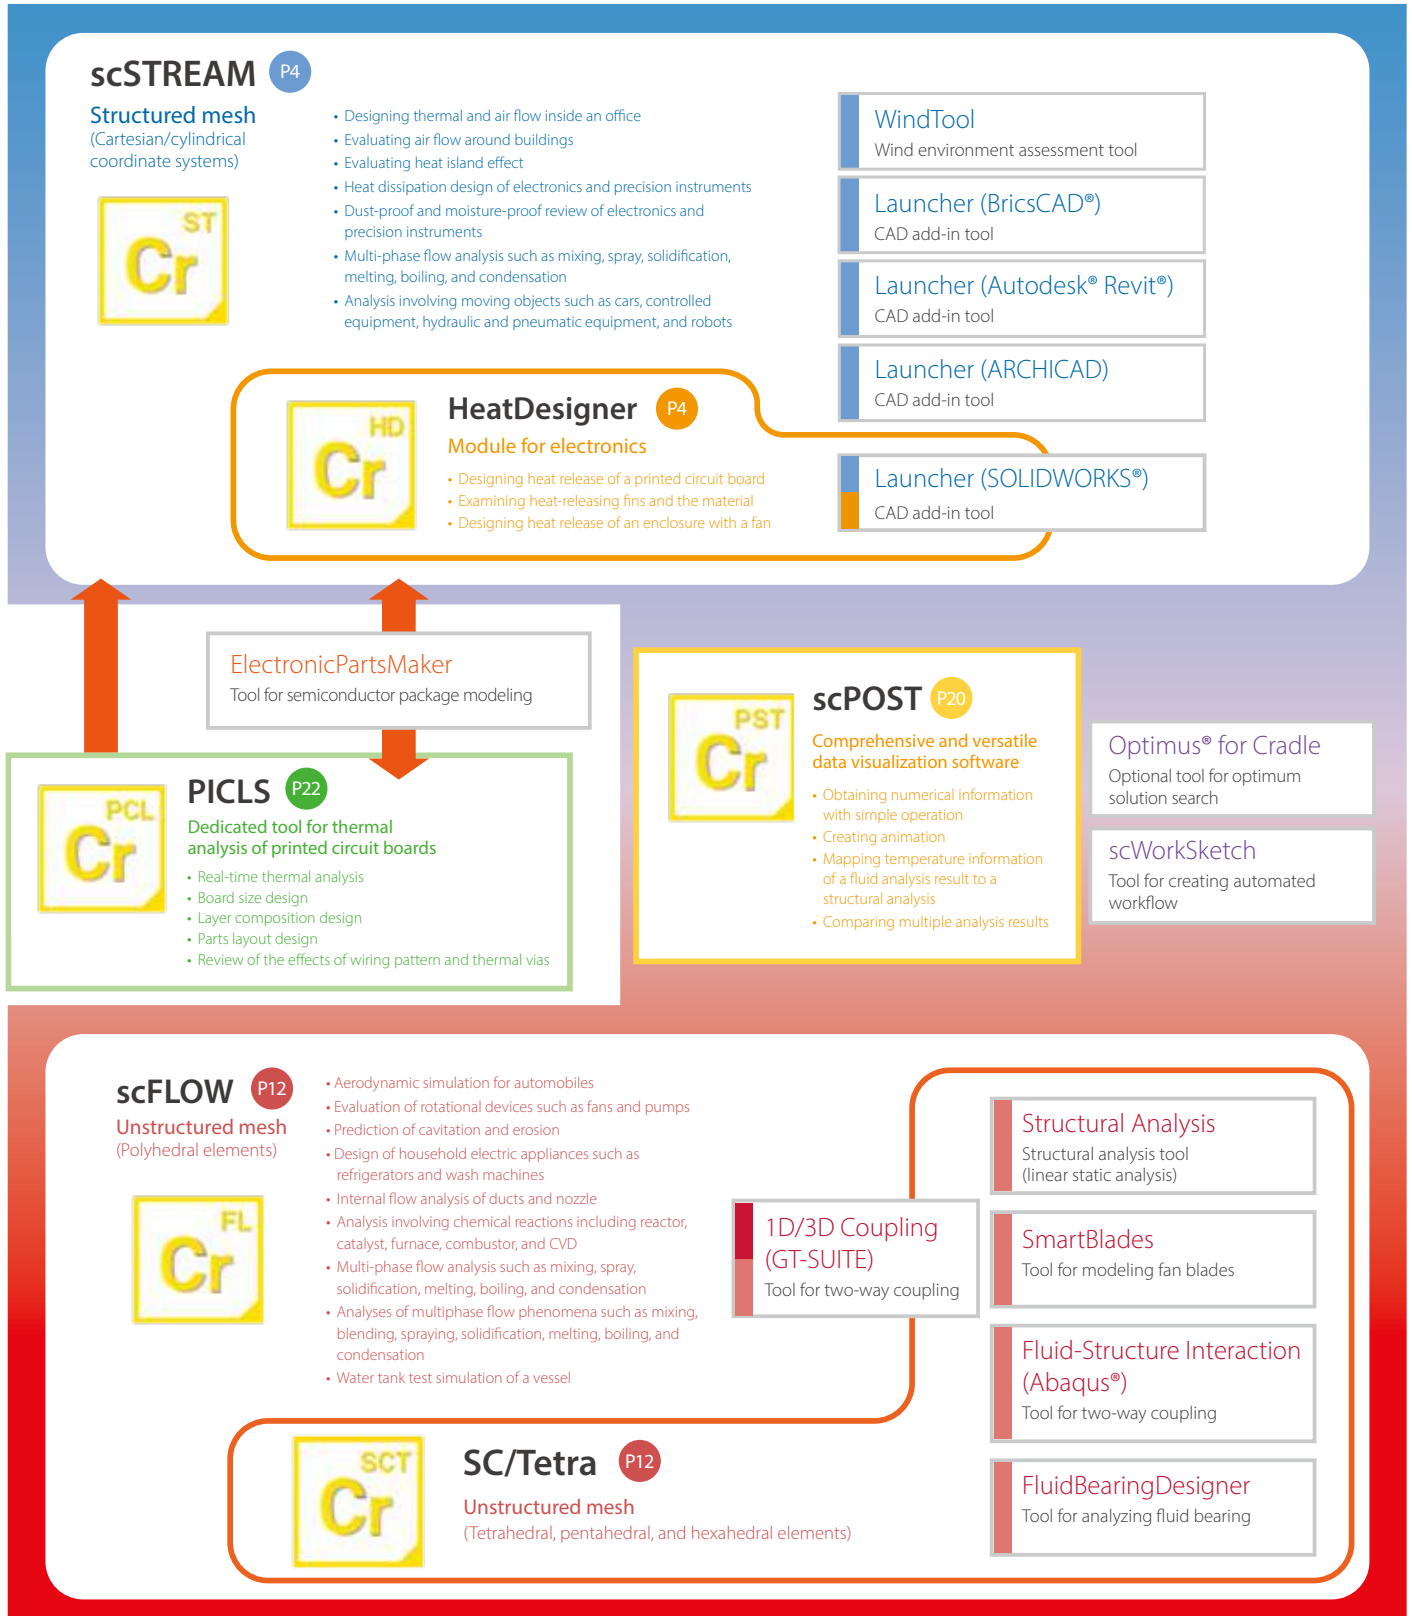 scSTREAM P4
Structured mesh
(Cartesian/cylindrical
coordinate systems)
ST
Cr
• Designing thermal and air flow inside an office
• Evaluating air flow around buildings
• Evaluating heat island effect
• Heat dissipation design of electronics and precision instruments
• Dust-proof and moisture-proof review of electronics and
precision instruments
• Multi-phase flow analysis such as mixing, spray, solidification,
melting, boiling, and condensation
• Analysis involving moving objects such as cars, controlled
equipment, hydraulic and pneumatic equipment, and robots
WindTool
Wind environment assessment tool
Launcher (BricsCAD®)
CAD add-in tool
Launcher (Autodesk® Revit®)
CAD add-in tool
Launcher (ARCHICAD)
CAD add-in tool
HD
Cr
HeatDesigner P4
Module for electronics
• Designing heat release of a printed circuit board
• Examining heat-releasing fins and the material
• Designing heat release of an enclosure with a fan
Launcher (SOLIDWORKS®)
CAD add-in tool
ElectronicPartsMaker
Tool for semiconductor package modeling
PCL
Cr
PICLS P22
Dedicated tool for thermal
analysis of printed circuit boards
• Real-time thermal analysis
• Board size design
• Layer composition design
• Parts layout design
• Review of the effects of wiring pattern and thermal vias
PST
Cr
scPOST P20
Comprehensive and versatile
data visualization software
• Obtaining numerical information
with simple operation
• Creating animation
• Mapping temperature information
of a fluid analysis result to a
structural analysis
• Comparing multiple analysis results
Optimus® for Cradle
Optional tool for optimum
solution search
scWorkSketch
Tool for creating automated
workflow
scFLOW P12
Unstructured mesh
(Polyhedral elements)
FL
Cr
• Aerodynamic simulation for automobiles
• Evaluation of rotational devices such as fans and pumps
• Prediction of cavitation and erosion
• Design of household electric appliances such as
refrigerators and wash machines
• Internal flow analysis of ducts and nozzle
• Analysis involving chemical reactions including reactor,
catalyst, furnace, combustor, and CVD
• Multi-phase flow analysis such as mixing, spray,
solidification, melting, boiling, and condensation
• Analyses of multiphase flow phenomena such as mixing,
blending, spraying, solidification, melting, boiling, and
condensation
• Water tank test simulation of a vessel
1D/3D Coupling
(GT-SUITE)
Tool for two-way coupling
Structural Analysis
Structural analysis tool
(linear static analysis)
SmartBlades
Tool for modeling fan blades
Fluid-Structure Interaction
(Abaqus®)
Tool for two-way coupling
FluidBearingDesigner
Tool for analyzing fluid bearing
SCT
Cr
SC/Tetra P12
Unstructured mesh
(Tetrahedral, pentahedral, and hexahedral elements)